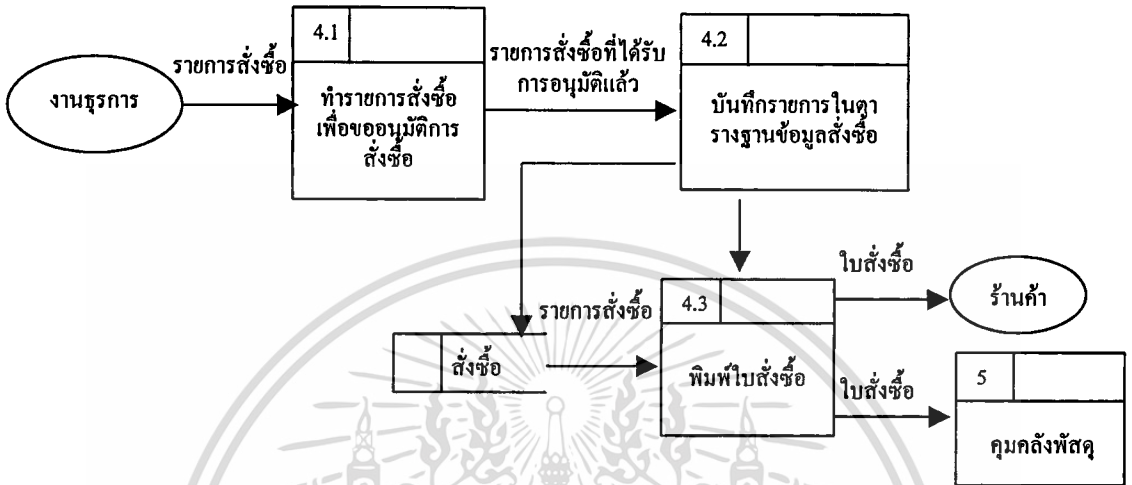 งานธุรการ
รายการสั่งซื้อ
4.1
ทำรายการสั่งซื้อ
เพื่อขออนุมัติการ
สั่งซื้อ
รายการสั่งซื้อที่ได้รับ
การอนุมัติแล้ว
4.2
บันทึกรายการในตา
รางฐานข้อมูลสั่งซื้อ
สั่งซื้อ
รายการสั่งซื้อ
4.3
พิมพ์ใบสั่งซื้อ
ใบสั่งซื้อ
ร้านค้า
ใบสั่งซื้อ
5
คุมคลังพัสดุ